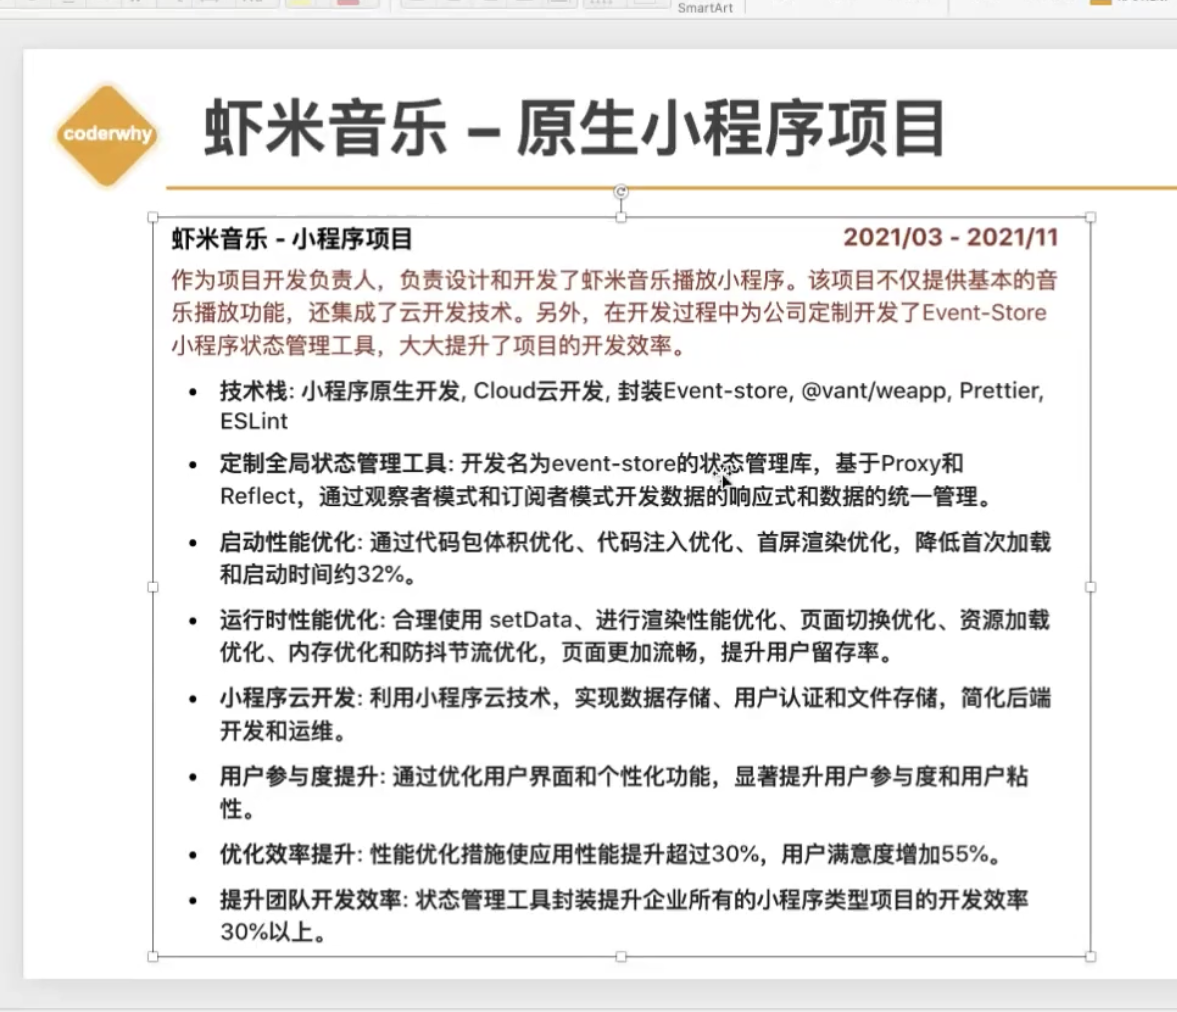 SmartArt
coderwhy
虾米音乐 – 原生小程序项目
虾米音乐 - 小程序项目 2021/03 - 2021/11
作为项目开发负责人，负责设计和开发了虾米音乐播放小程序。该项目不仅提供基本的音
乐播放功能，还集成了云开发技术。另外，在开发过程中为公司定制开发了Event-Store
小程序状态管理工具，大大提升了项目的开发效率。
• 技术栈: 小程序原生开发, Cloud云开发, 封装Event-store, @vant/weapp, Prettier,
ESLint
• 定制全局状态管理工具: 开发名为event-store的状态管理库，基于Proxy和
Reflect，通过观察者模式和订阅者模式开发数据的响应式和数据的统一管理。
• 启动性能优化: 通过代码包体积优化、代码注入优化、首屏渲染优化，降低首次加载
和启动时间约32%。
• 运行时性能优化: 合理使用 setData、进行渲染性能优化、页面切换优化、资源加载
优化、内存优化和防抖节流优化，页面更加流畅，提升用户留存率。
• 小程序云开发: 利用小程序云技术，实现数据存储、用户认证和文件存储，简化后端
开发和运维。
• 用户参与度提升: 通过优化用户界面和个性化功能，显著提升用户参与度和用户粘
性。
• 优化效率提升: 性能优化措施使应用性能提升超过30%，用户满意度增加55%。
• 提升团队开发效率: 状态管理工具封装提升企业所有的小程序类型项目的开发效率
30%以上。